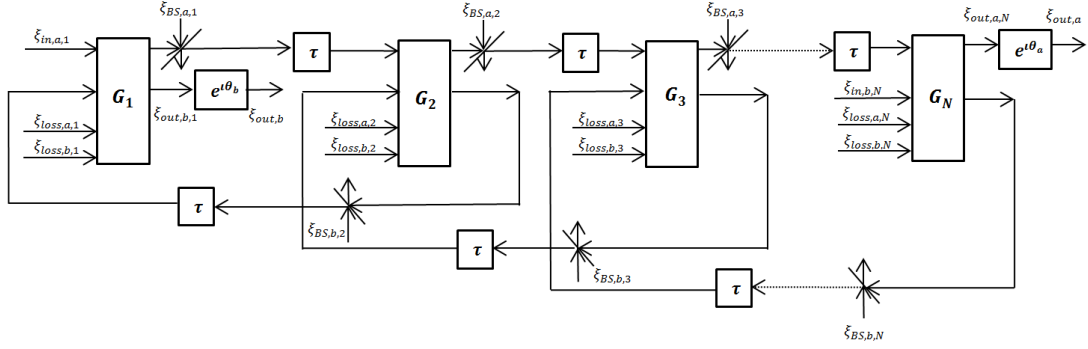 ξ_{BS,a,1}
ξ_{BS,a,2}
ξ_{BS,a,3}
ξ_{out,a,N}
ξ_{out,a}
ξ_{in,a,1}
τ
τ
τ
e^{ιθ_a}
G_1
e^{ιθ_b}
G_2
G_3
ξ_{in,b,N}
G_N
ξ_{out,b,1}
ξ_{out,b}
ξ_{loss,a,1}
ξ_{loss,a,2}
ξ_{loss,a,3}
ξ_{loss,a,N}
ξ_{loss,b,1}
ξ_{loss,b,2}
ξ_{loss,b,3}
ξ_{loss,b,N}
τ
ξ_{BS,b,2}
τ
ξ_{BS,b,3}
τ
ξ_{BS,b,N}